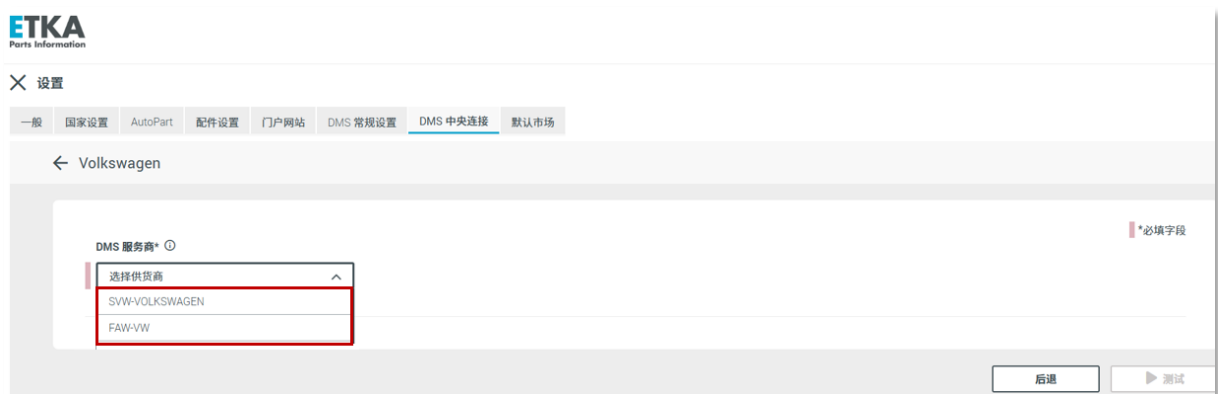 ETKA
Parts Information
设置
一般 国家设置 AutoPart 配件设置 门户网站 DMS 常规设置 DMS 中央连接 默认市场
Volkswagen
*必填字段
DMS 服务商*
选择供货商
SVW-VOLKSWAGEN
FAW-VW
后退 测试